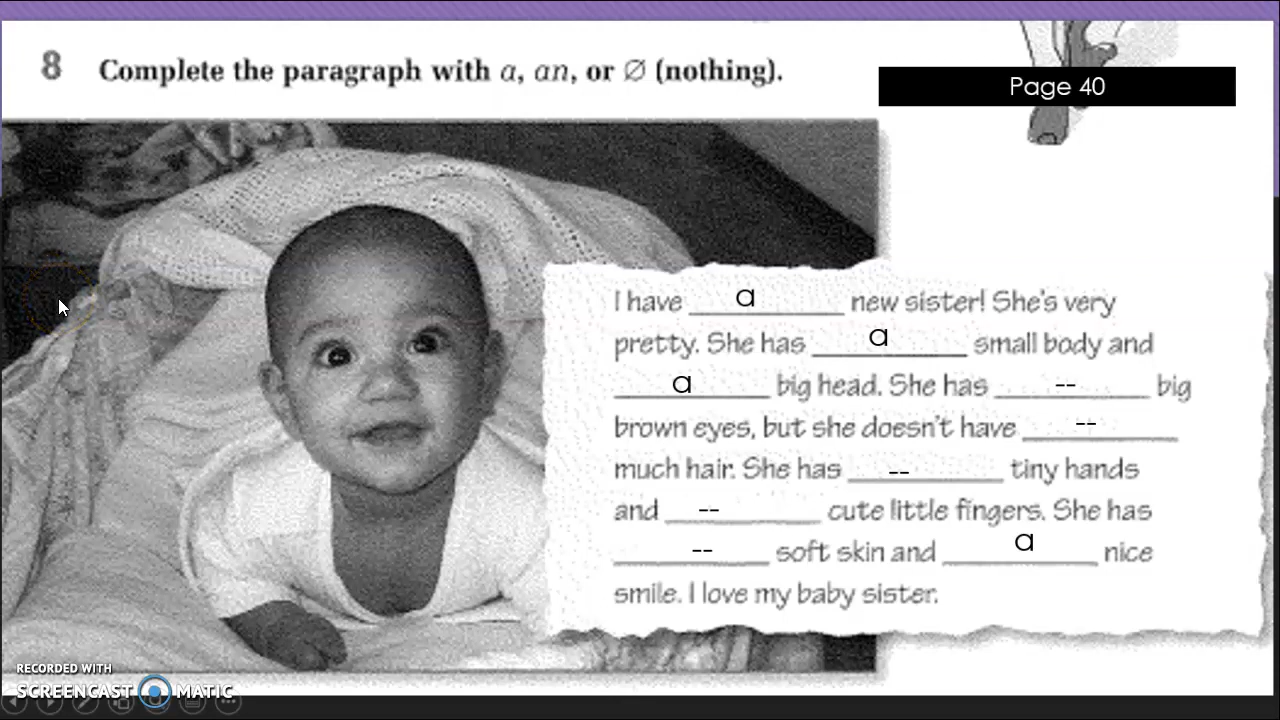 8 Complete the paragraph with a, an, or Ø (nothing).
Page 40
I have a new sister! She's very
pretty. She has a small body and
a big head. She has -- big
brown eyes, but she doesn't have --
much hair. She has -- tiny hands
and -- cute little fingers. She has
-- soft skin and a nice
smile. I love my baby sister.
RECORDED WITH
SCREENCAST MATIC